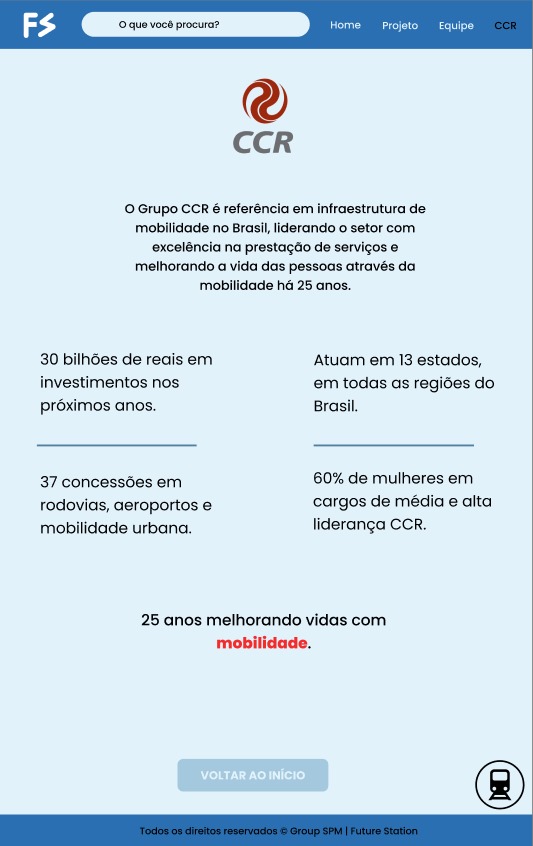 FS
O que você procura?
Home
Projeto
Equipe
CCR
CCR
O Grupo CCR é referência em infraestrutura de
mobilidade no Brasil, liderando o setor com
excelência na prestação de serviços e
melhorando a vida das pessoas através da
mobilidade há 25 anos.
30 bilhões de reais em
investimentos nos
próximos anos.
Atuam em 13 estados,
em todas as regiões do
Brasil.
37 concessões em
rodovias, aeroportos e
mobilidade urbana.
60% de mulheres em
cargos de média e alta
liderança CCR.
25 anos melhorando vidas com
mobilidade.
VOLTAR AO INÍCIO
Todos os direitos reservados © Group SPM | Future Station